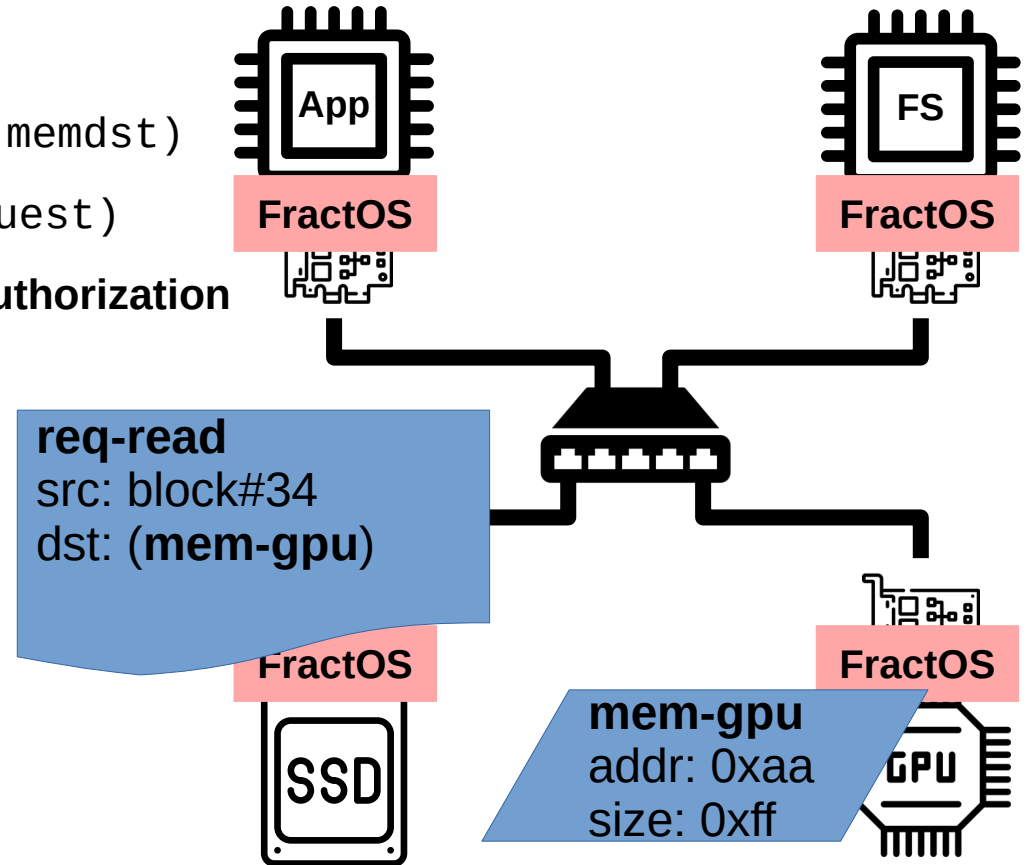 App
FS
memdst)
FractOS
FractOS
uest)
uthorization
req-read
src: block#34
dst: (mem-gpu)
FractOS
FractOS
mem-gpu
addr: 0xaa
size: 0xff
SSD
GPU